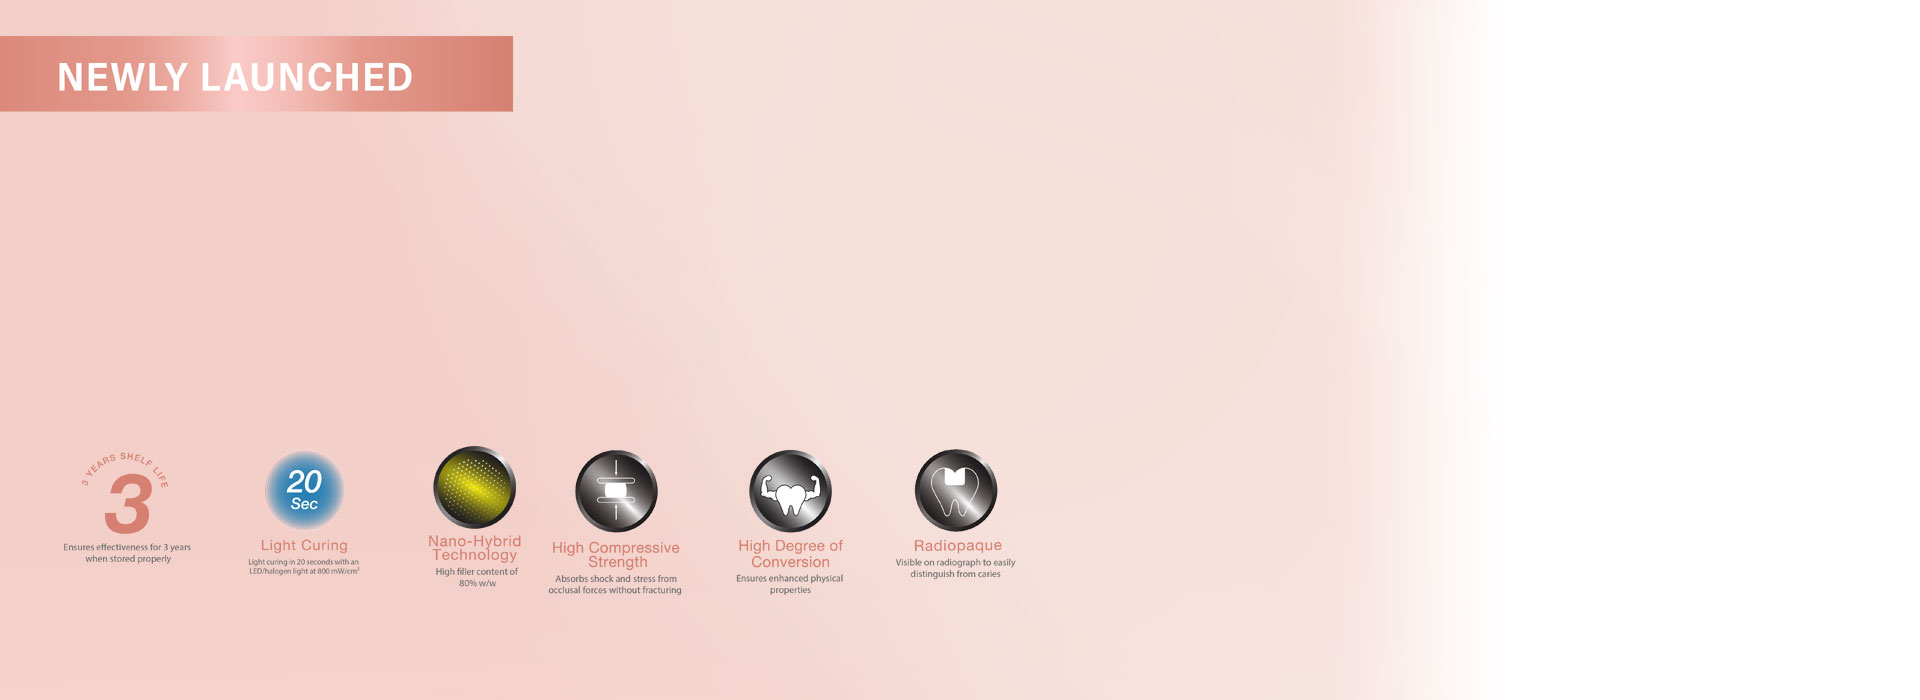 NEWLY LAUNCHED
3 YEARS SHELF LIFE
3
Ensures effectiveness for 3 years
when stored properly
20
Sec
Light Curing
Light curing in 20 seconds with an
LED/halogen light at 800 mW/cm²
Nano-Hybrid
Technology
High filler content of
80% w/w
High Compressive
Strength
Absorbs shock and stress from
occlusal forces without fracturing
High Degree of
Conversion
Ensures enhanced physical
properties
Radiopaque
Visible on radiograph to easily
distinguish from caries